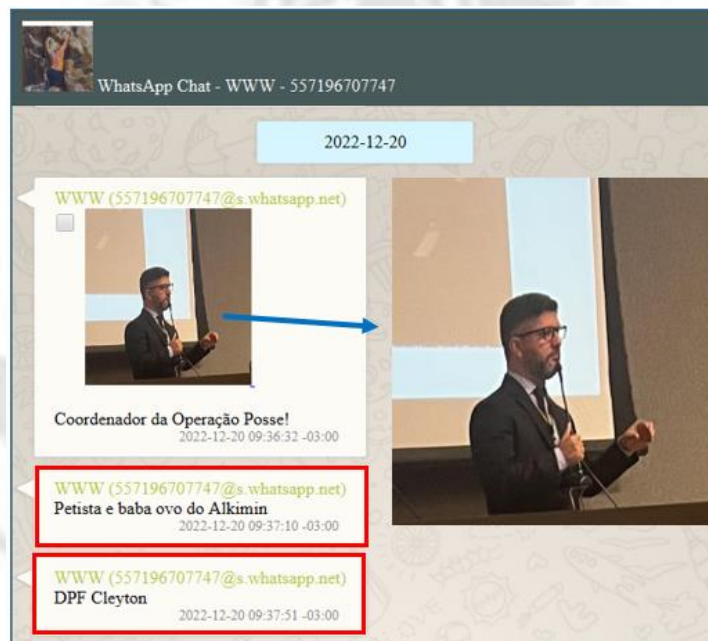 WhatsApp Chat - WWW - 557196707747
2022-12-20
WWW (557196707747@s.whatsapp.net)
Coordenador da Operação Posse!
2022-12-20 09:36:32 -03:00
WWW (557196707747@s.whatsapp.net)
Petista e baba ovo do Alkimin
2022-12-20 09:37:10 -03:00
WWW (557196707747@s.whatsapp.net)
DPF Cleyton
2022-12-20 09:37:51 -03:00